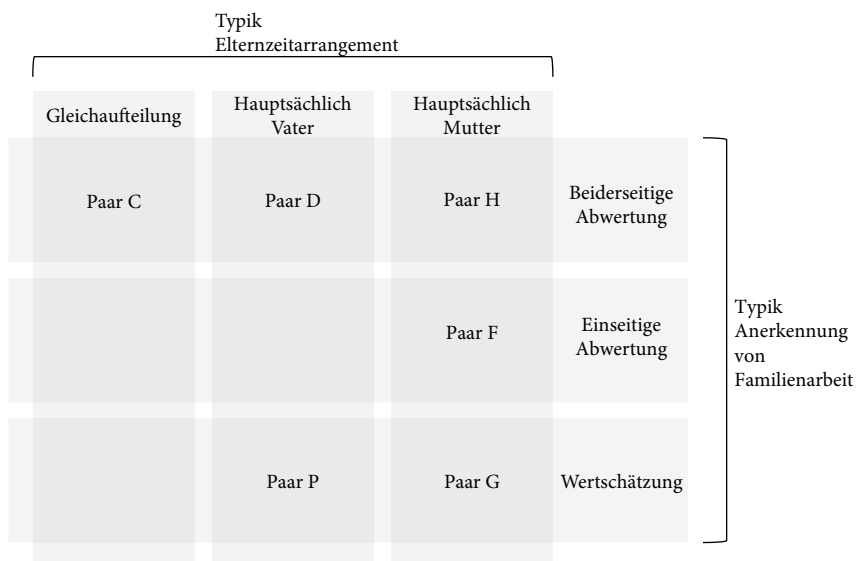 Typik
Elternzeitarrangement
Gleichaufteilung
Hauptsächlich
Vater
Hauptsächlich
Mutter
Paar C
Paar D
Paar H
Beiderseitige
Abwertung
Paar F
Einseitige
Abwertung
Typik
Anerkennung
von
Familienarbeit
Paar P
Paar G
Wertschätzung